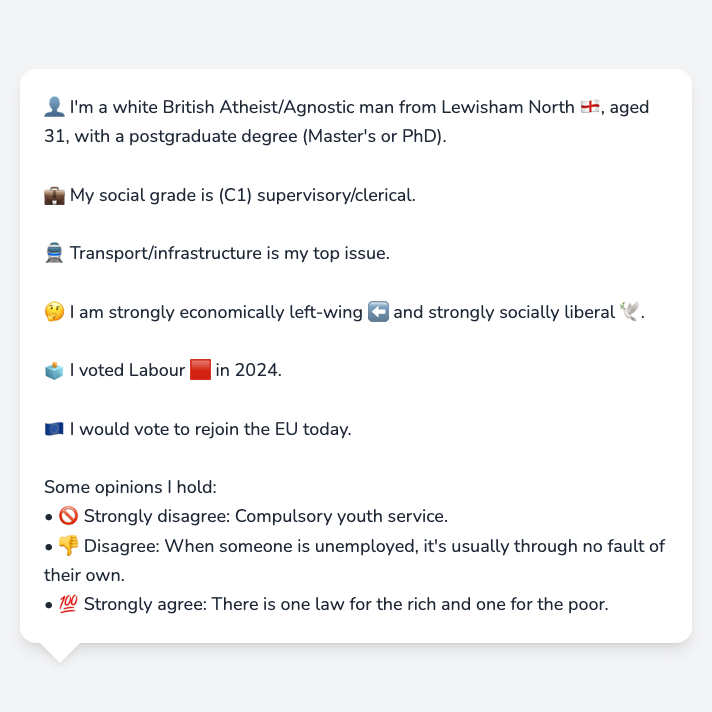 👤 I'm a white British Atheist/Agnostic man from Lewisham North 🏴󠁧󠁢󠁥󠁮󠁧󠁿, aged
31, with a postgraduate degree (Master's or PhD).
💼 My social grade is (C1) supervisory/clerical.
🚆 Transport/infrastructure is my top issue.
🤔 I am strongly economically left-wing ⬅️ and strongly socially liberal 🕊️.
🗳️ I voted Labour 🟥 in 2024.
🇪🇺 I would vote to rejoin the EU today.
Some opinions I hold:
• 🚫 Strongly disagree: Compulsory youth service.
• 👎 Disagree: When someone is unemployed, it's usually through no fault of
their own.
• 💯 Strongly agree: There is one law for the rich and one for the poor.